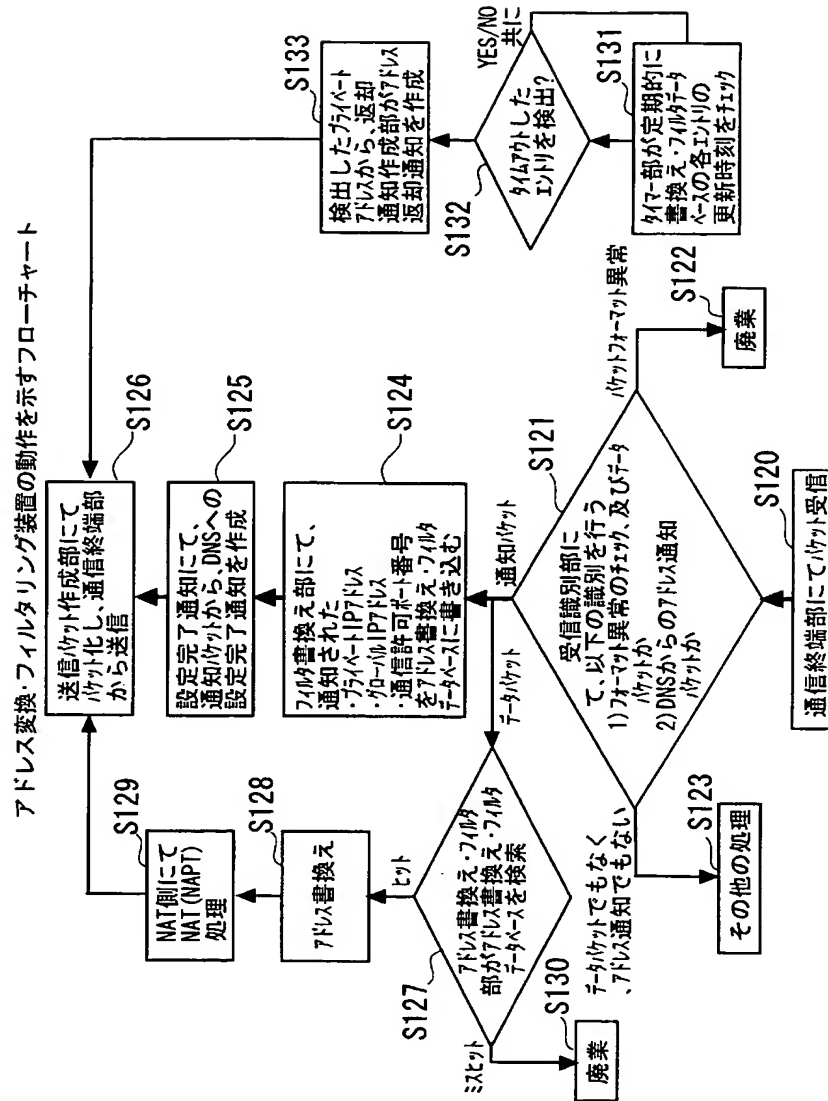 アドレス変換・フィルタリング装置の動作を示すフローチャート
送信パケット作成部にて
パケット化し、通信終端部
から送信
S126
設定完了通知にて、
通知パケットから、DNSへの
設定完了通知を作成
S125
フィルタ書換え部にて、
通知された
・プライベートIPアドレス
・グローバルIPアドレス
・通信許可ポート番号
をアドレス書換え・フィルタ
データベースに書き込む
S124
通知パケット
データパケット
受信識別部に
て、以下の識別を行う
1)フォーマット異常のチェック、及びデータ
パケットか
2)DNSからのアドレス通知
パケットか
S121
パケットフォーマット異常
S122
廃業
通信終端部にてパケット受信
S120
データパケットでもなく
、アドレス通知でもない
S123
その他の処理
NAT側にて
NAT(NAPT)
処理
S129
アドレス書換え
S128
ヒット
アドレス書換え・フィルタ
部がアドレス書換え・フィルタ
データベースを検索
S127
ミスヒット
S130
廃業
検出したプライベート
アドレスから、返却
通知作成部がアドレス
返却通知を作成
S133
タイムアウトした
エントリを検出?
S132
YES/NO
共に
タイマー部が定期的に
書換え・フィルタデータ
ベースの各エントリの
更新時刻をチェック
S131